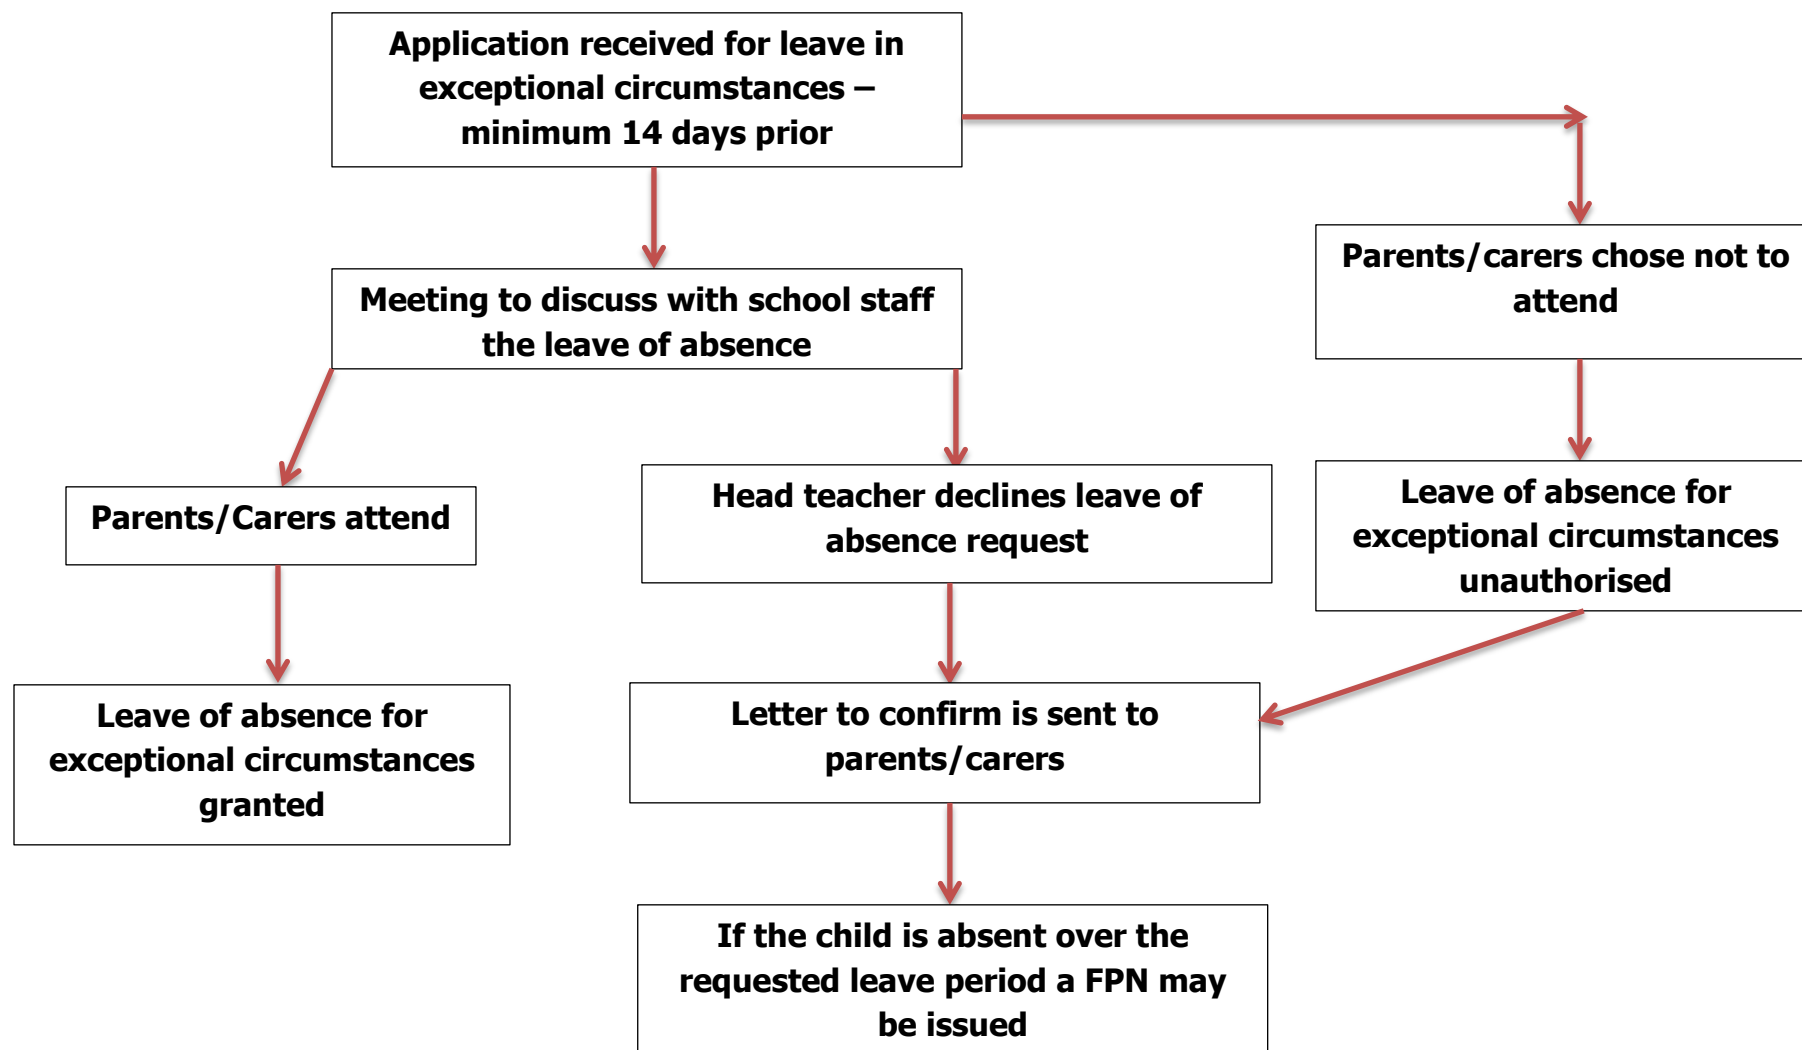 Application received for leave in
exceptional circumstances –
minimum 14 days prior
Parents/carers chose not to
attend
Meeting to discuss with school staff
the leave of absence
Parents/Carers attend
Head teacher declines leave of
absence request
Leave of absence for
exceptional circumstances
unauthorised
Leave of absence for
exceptional circumstances
granted
Letter to confirm is sent to
parents/carers
If the child is absent over the
requested leave period a FPN may
be issued